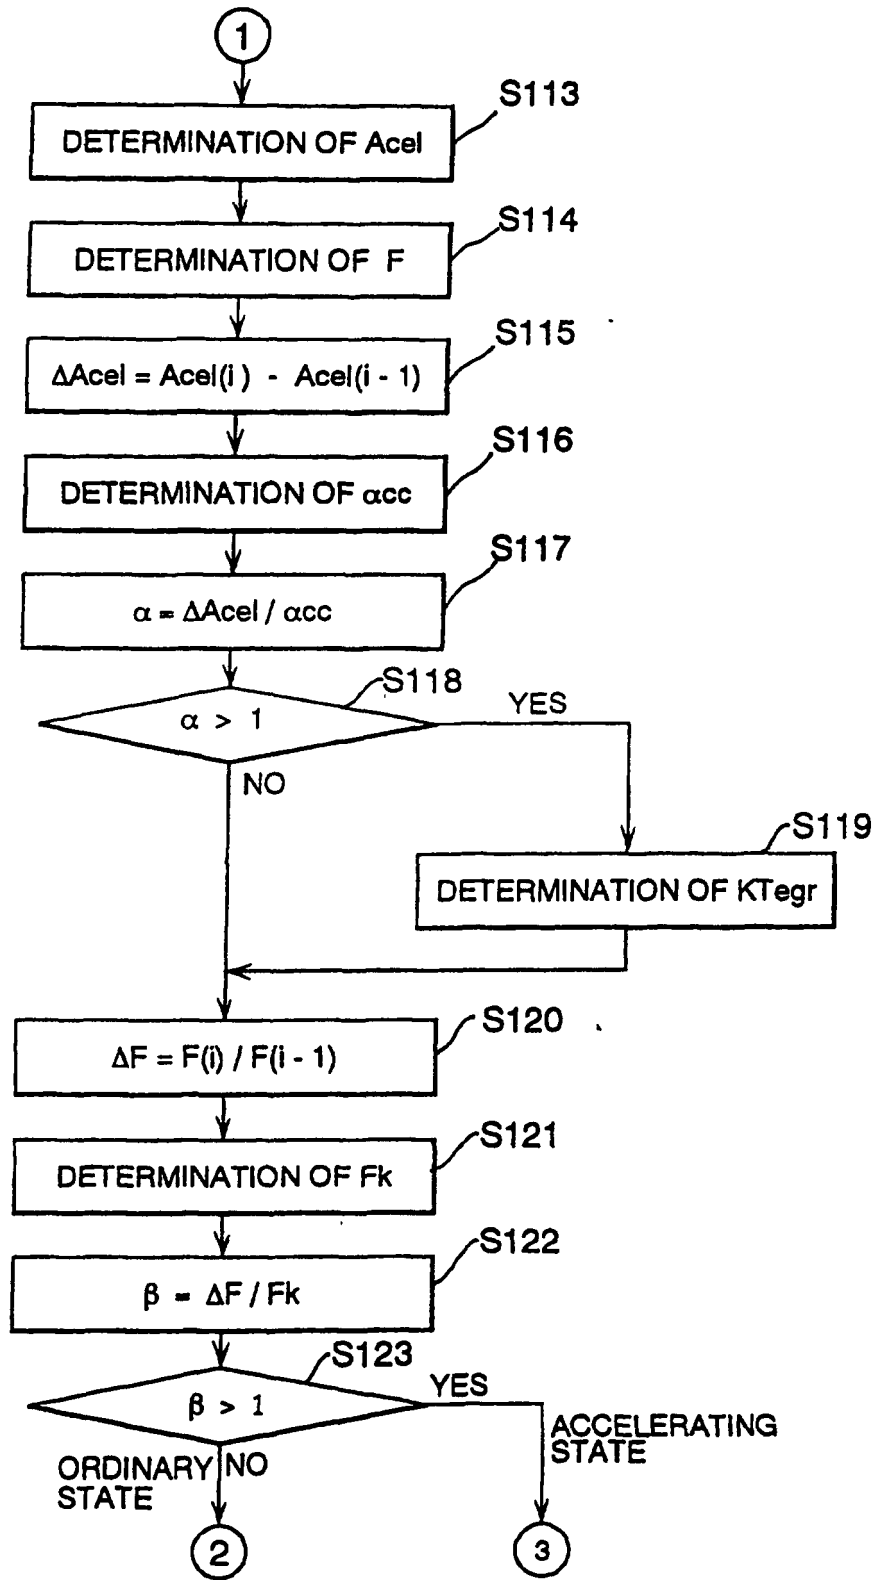 1
S113
DETERMINATION OF Acel
S114
DETERMINATION OF F
S115
ΔAcel = Acel(i) - Acel(i - 1)
S116
DETERMINATION OF αcc
S117
α = ΔAcel / αcc
S118
α > 1
YES
NO
S119
DETERMINATION OF KTegr
S120
ΔF = F(i) / F(i - 1)
S121
DETERMINATION OF Fk
S122
β = ΔF / Fk
S123
β > 1
YES
ACCELERATING
STATE
ORDINARY
STATE
NO
2
3